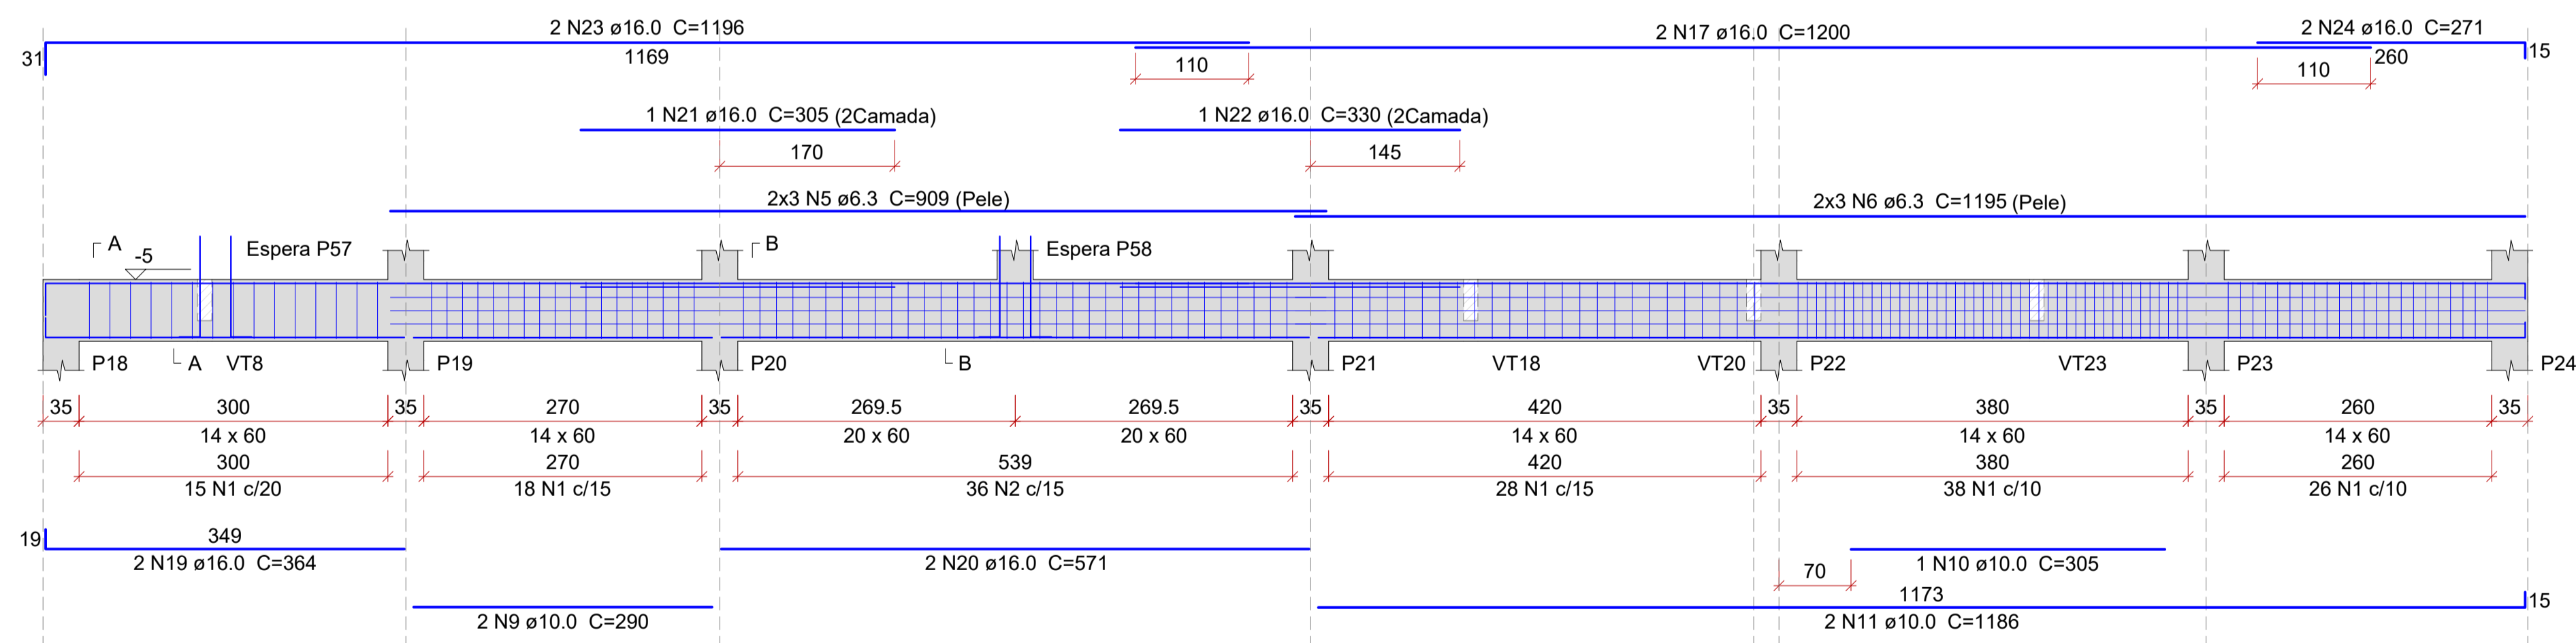 2 N23 ø16.0 C=1196
2 N17 ø16.0 C=1200
2 N24 ø16.0 C=271
31
1169
110
110
260
15
1 N21 ø16.0 C=305 (2Camada)
1 N22 ø16.0 C=330 (2Camada)
170
145
2x3 N5 ø6.3 C=909 (Pele)
2x3 N6 ø6.3 C=1195 (Pele)
A
-5
Espera P57
B
Espera P58
P18
A
VT8
P19
P20
B
P21
VT18
VT20
P22
VT23
P23
P24
35
300
35
270
35
269.5
269.5
35
420
35
380
35
260
35
14 x 60
14 x 60
20 x 60
20 x 60
14 x 60
14 x 60
14 x 60
300
270
539
420
380
260
15 N1 c/20
18 N1 c/15
36 N2 c/15
28 N1 c/15
38 N1 c/10
26 N1 c/10
19
349
2 N19 ø16.0 C=364
2 N20 ø16.0 C=571
70
1 N10 ø10.0 C=305
2 N9 ø10.0 C=290
1173
2 N11 ø10.0 C=1186
15